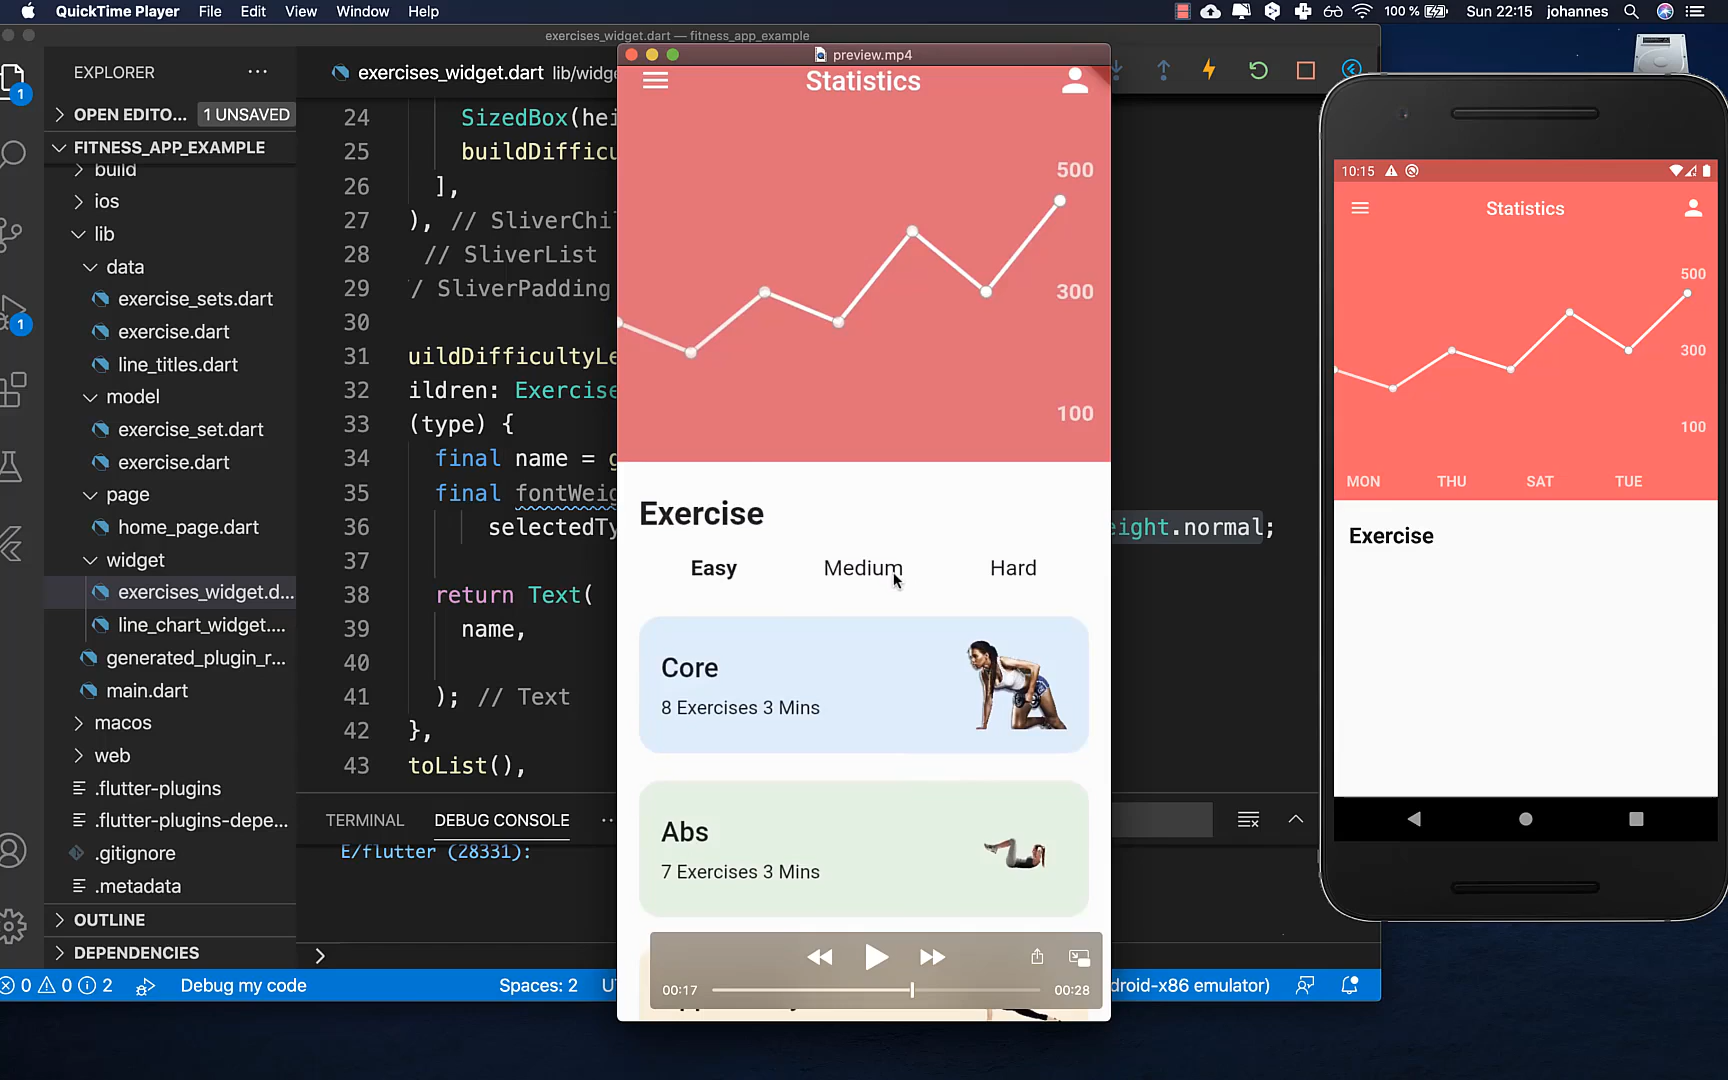 QuickTime Player File Edit View Window Help 100 % Sun 22:15 johannes
exercises_widget.dart — fitness_app_example
EXPLORER
1
OPEN EDITO... 1 UNSAVED
FITNESS_APP_EXAMPLE
build
ios
lib
data
exercise_sets.dart
exercise.dart
1
line_titles.dart
model
exercise_set.dart
exercise.dart
page
home_page.dart
widget
exercises_widget.d...
line_chart_widget....
generated_plugin_r...
main.dart
macos
web
.flutter-plugins
.flutter-plugins-depe...
.gitignore
.metadata
OUTLINE
DEPENDENCIES
exercises_widget.dart lib/widge
24 SizedBox(hei
25 buildDifficu
26 ],
27 ), // SliverChil
28 // SliverList
29 / SliverPadding
30
31 uildDifficultyLe
32 ildren: Exercise
33 (type) {
34 final name = g
35 final fontWeig
36 selectedTy eight.normal;
37
38 return Text(
39 name,
40
41 ); // Text
42 },
43 toList(),
TERMINAL DEBUG CONSOLE ··
E/flutter (28331):
>
0 0 2 Debug my code Spaces: 2 U droid-x86 emulator)
preview.mp4
Statistics
500
300
100
Exercise
Easy Medium Hard
Core
8 Exercises 3 Mins
Abs
7 Exercises 3 Mins
00:17 00:28
10:15
Statistics
500
300
100
MON THU SAT TUE
Exercise